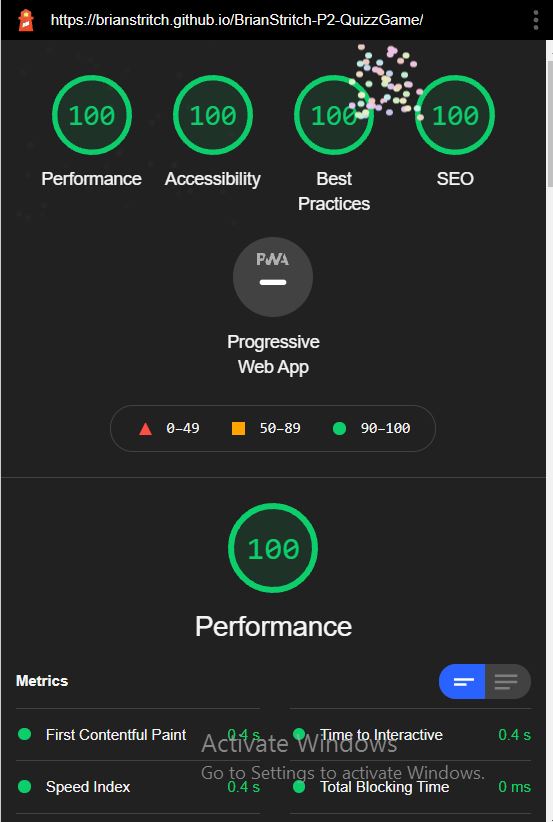 https://brianstritch.github.io/BrianStritch-P2-QuizzGame/
100 100 100 100
Performance Accessibility Best Practices SEO
PWA
Progressive
Web App
0–49 50–89 90–100
100
Performance
Metrics
First Contentful Paint 0.4 s Time to Interactive 0.4 s
Activate Windows
Go to Settings to activate Windows.
Speed Index 0.4 s Total Blocking Time 0 ms